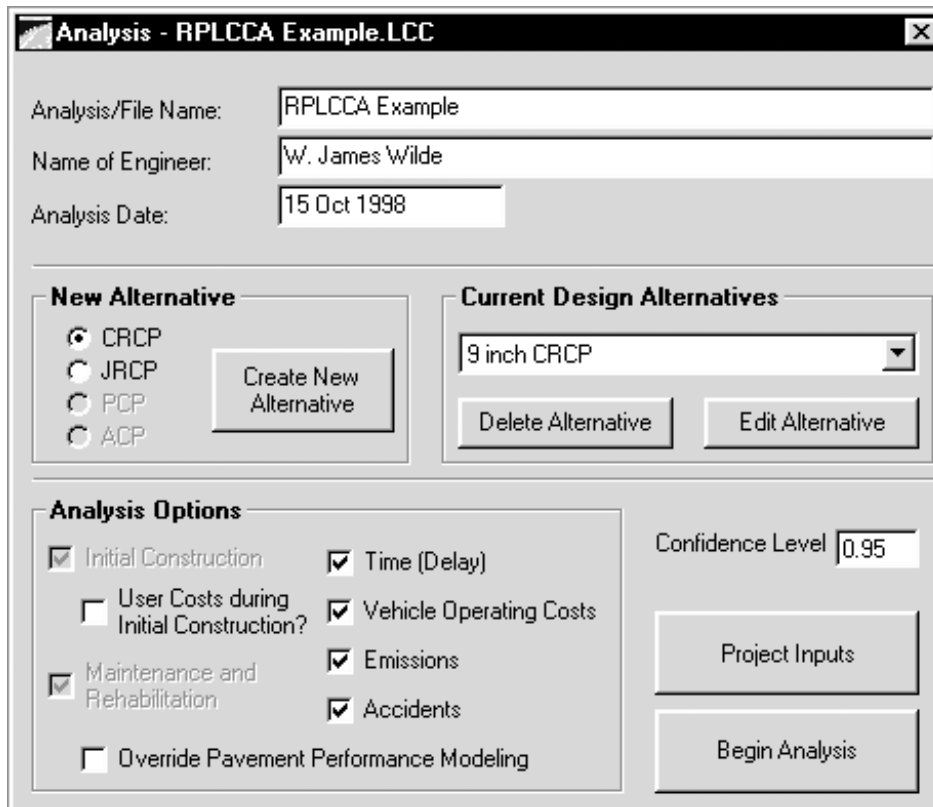 Analysis - RPLCCA Example.LCC
Analysis/File Name:
RPLCCA Example
Name of Engineer:
W. James Wilde
Analysis Date:
15 Oct 1998
New Alternative
CRCP
JRCP
PCP
ACP
Create New
Alternative
Current Design Alternatives
9 inch CRCP
Delete Alternative
Edit Alternative
Analysis Options
Initial Construction
User Costs during
Initial Construction?
Maintenance and
Rehabilitation
Time (Delay)
Vehicle Operating Costs
Emissions
Accidents
Override Pavement Performance Modeling
Confidence Level
0.95
Project Inputs
Begin Analysis